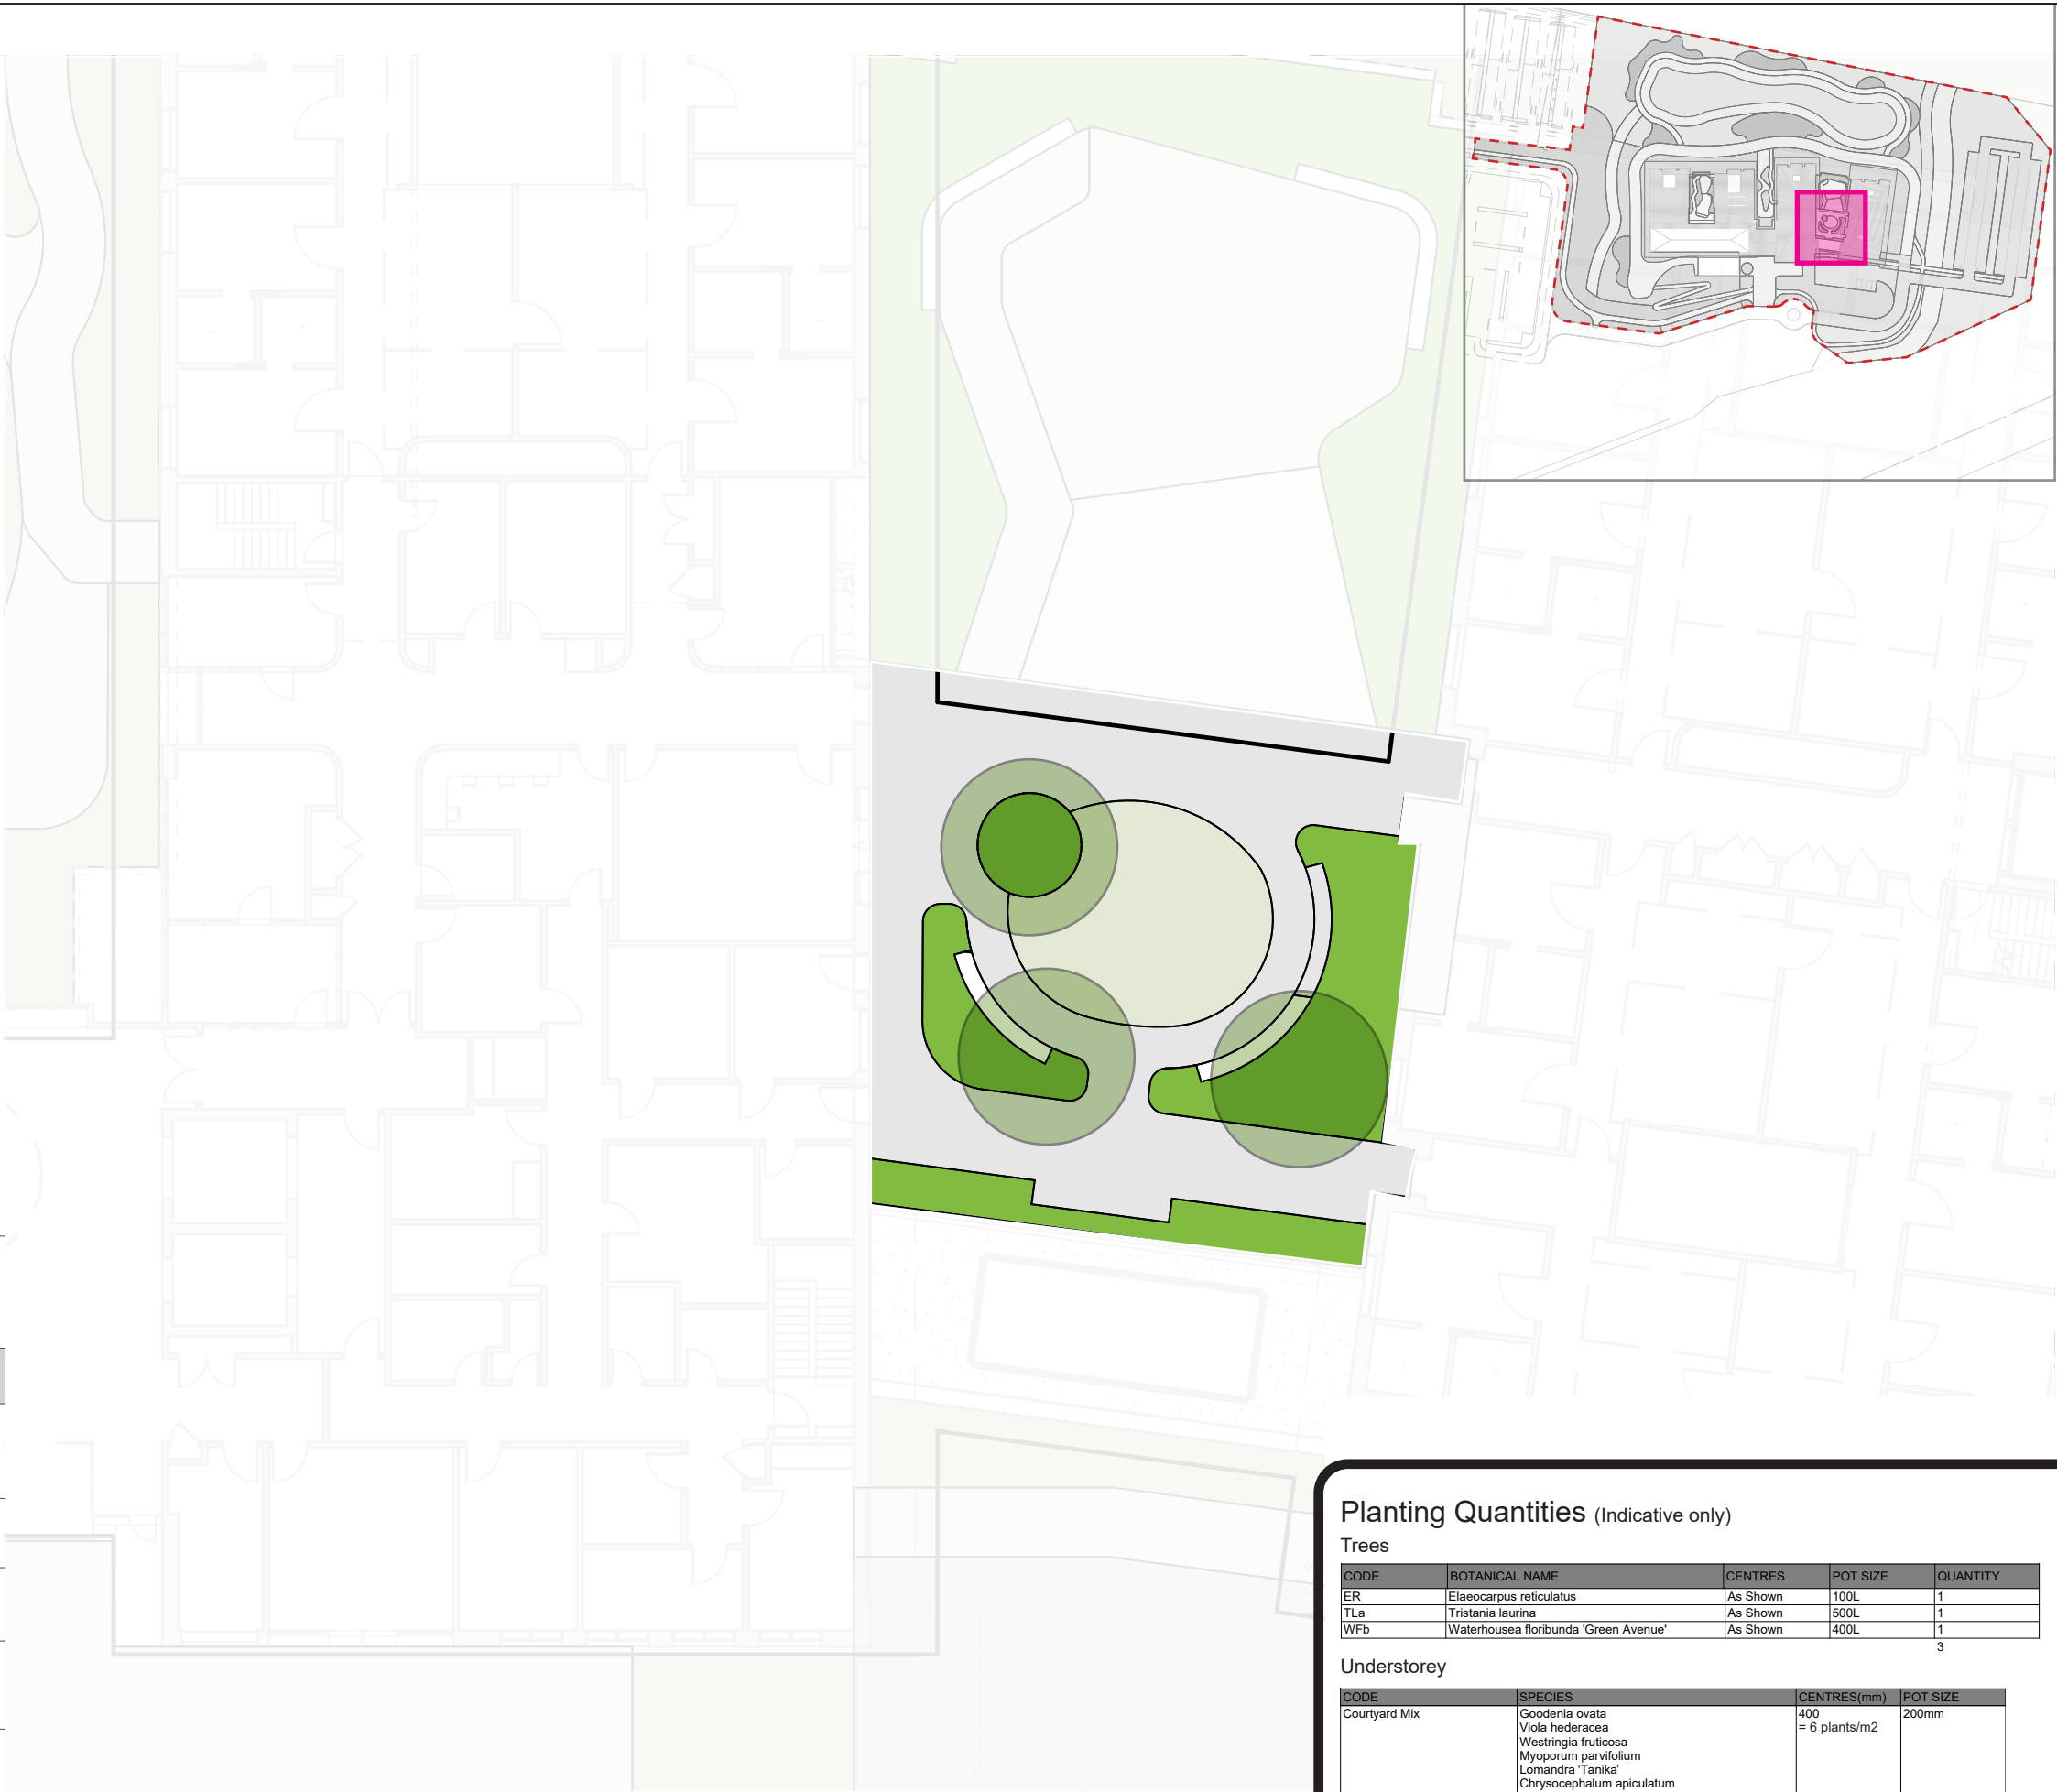 Planting Quantities (Indicative only)
Trees
CODE BOTANICAL NAME CENTRES POT SIZE QUANTITY
ER Elaeocarpus reticulatus As Shown 100L 1
TLa Tristania laurina As Shown 500L 1
WFb Waterhousea floribunda 'Green Avenue' As Shown 400L 1
3
Understorey
CODE SPECIES CENTRES(mm) POT SIZE
Courtyard Mix Goodenia ovata 400 200mm
Viola hederacea = 6 plants/m2
Westringia fruticosa
Myoporum parvifolium
Lomandra 'Tanika'
Chrysocephalum apiculatum